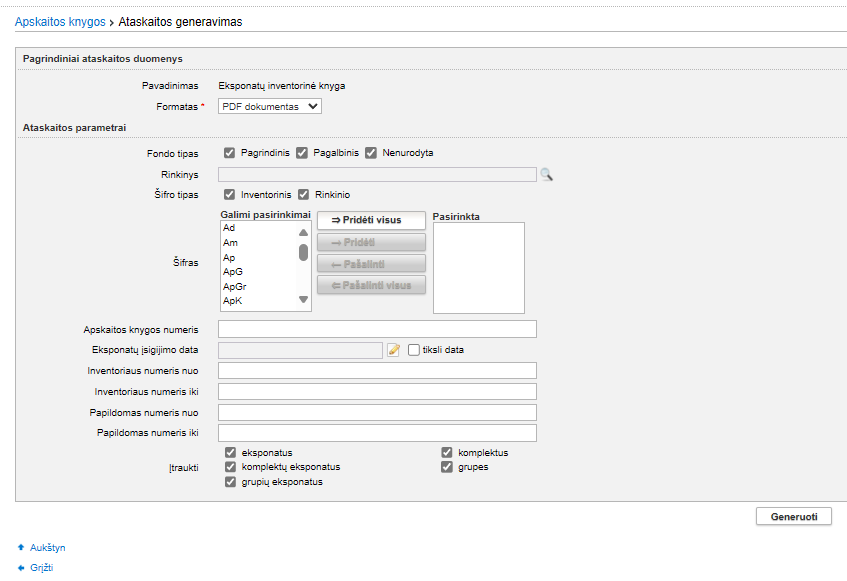 Apskaitos knygos › Ataskaitos generavimas
Pagrindiniai ataskaitos duomenys
Pavadinimas Eksponatų inventorinė knyga
Formatas * PDF dokumentas
Ataskaitos parametrai
Fondo tipas Pagrindinis Pagalbinis Nenurodyta
Rinkinys
Šifro tipas Inventorinis Rinkinio
Galimi pasirinkimai ⇒ Pridėti visus Pasirinkta
Ad
Am → Pridėti
Ap
Šifras ← Pašalinti
ApG
ApGr ⇐ Pašalinti visus
ApK
Apskaitos knygos numeris
Eksponatų įsigijimo data tiksli data
Inventoriaus numeris nuo
Inventoriaus numeris iki
Papildomas numeris nuo
Papildomas numeris iki
eksponatus komplektus
Įtraukti komplektų eksponatus grupes
grupių eksponatus
Generuoti
Aukštyn
Grįžti